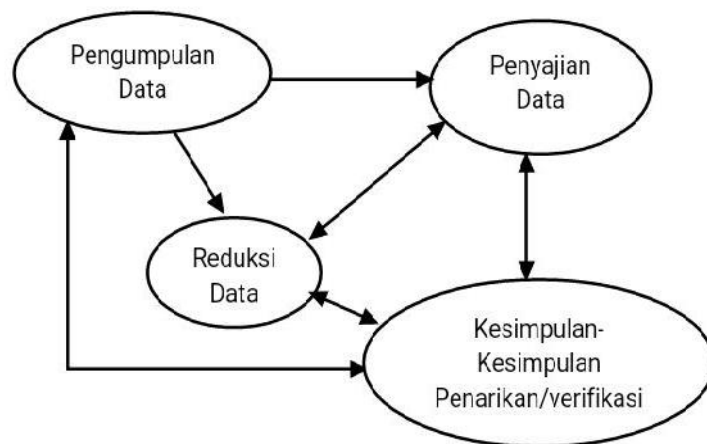 Pengumpulan
Data
Penyajian
Data
Reduksi
Data
Kesimpulan-
Kesimpulan
Penarikan/verifikasi